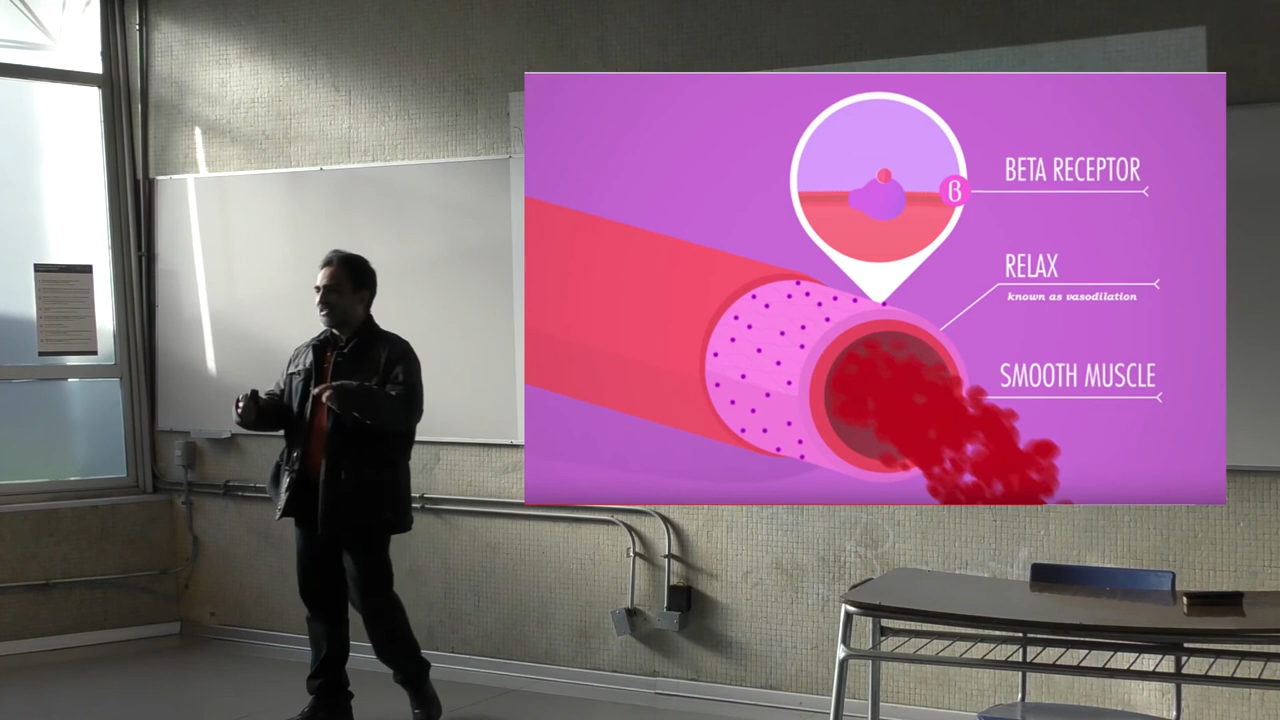 BETA RECEPTOR
β
RELAX
known as vasodilation
SMOOTH MUSCLE